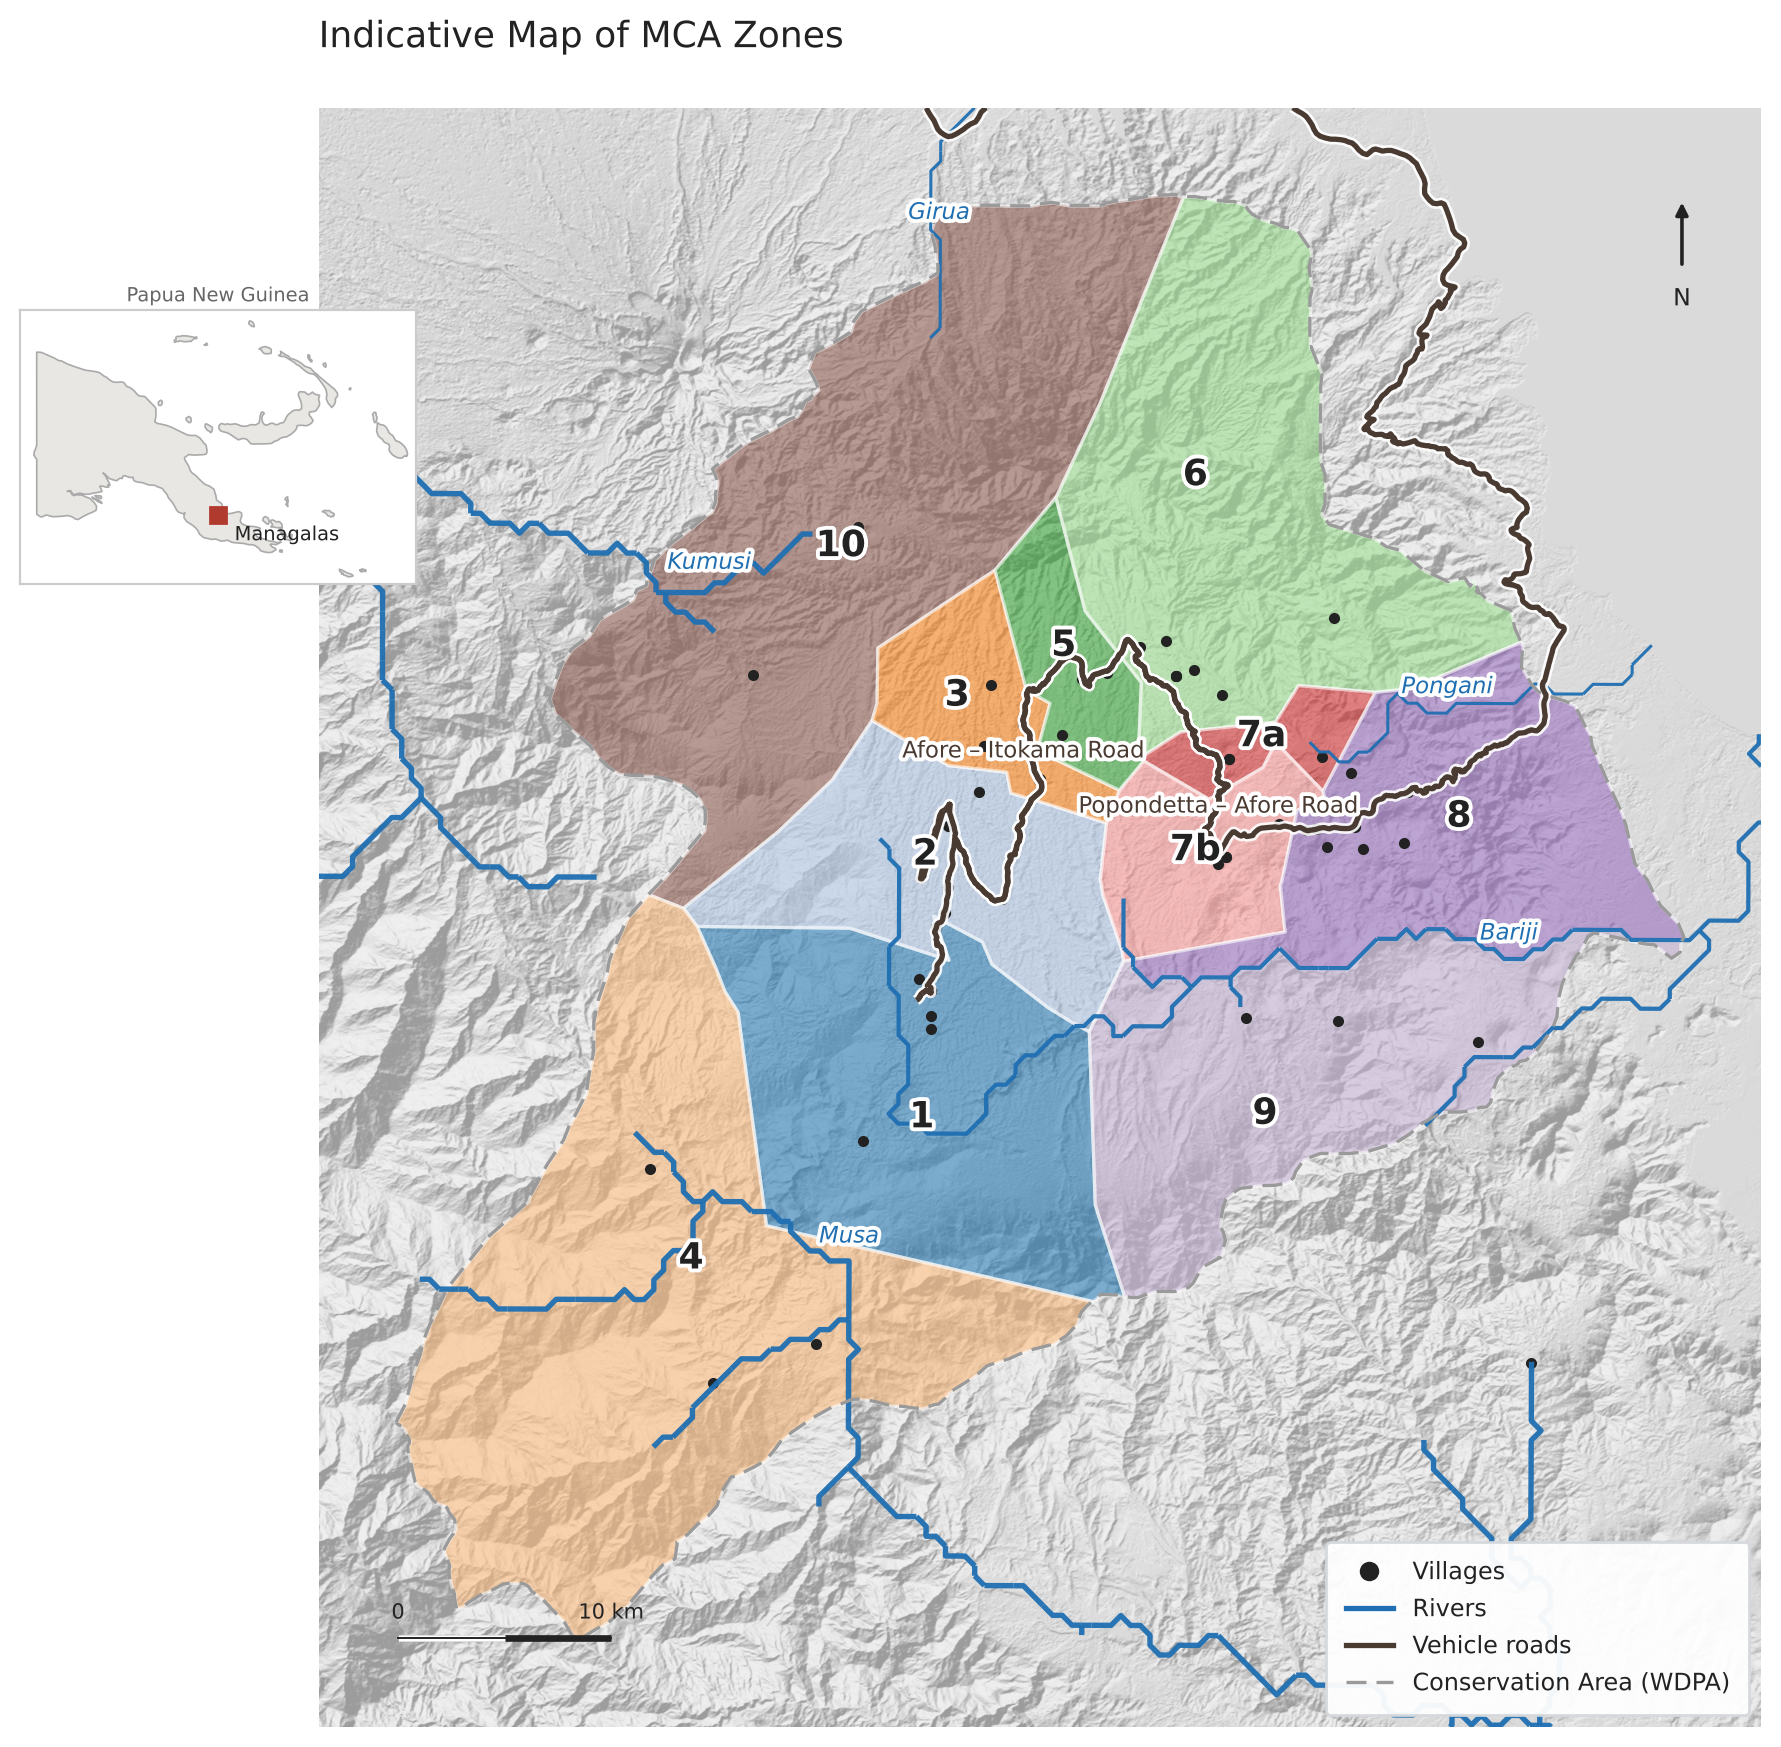 Indicative Map of MCA Zones
Girua
N
Papua New Guinea
Managalas
6
10
Kumusi
5
3
Pongani
7a
Afore – Itokama Road
Popondetta – Afore Road
8
2
7b
Bariji
1
9
Musa
4
0 10 km
Villages
Rivers
Vehicle roads
Conservation Area (WDPA)